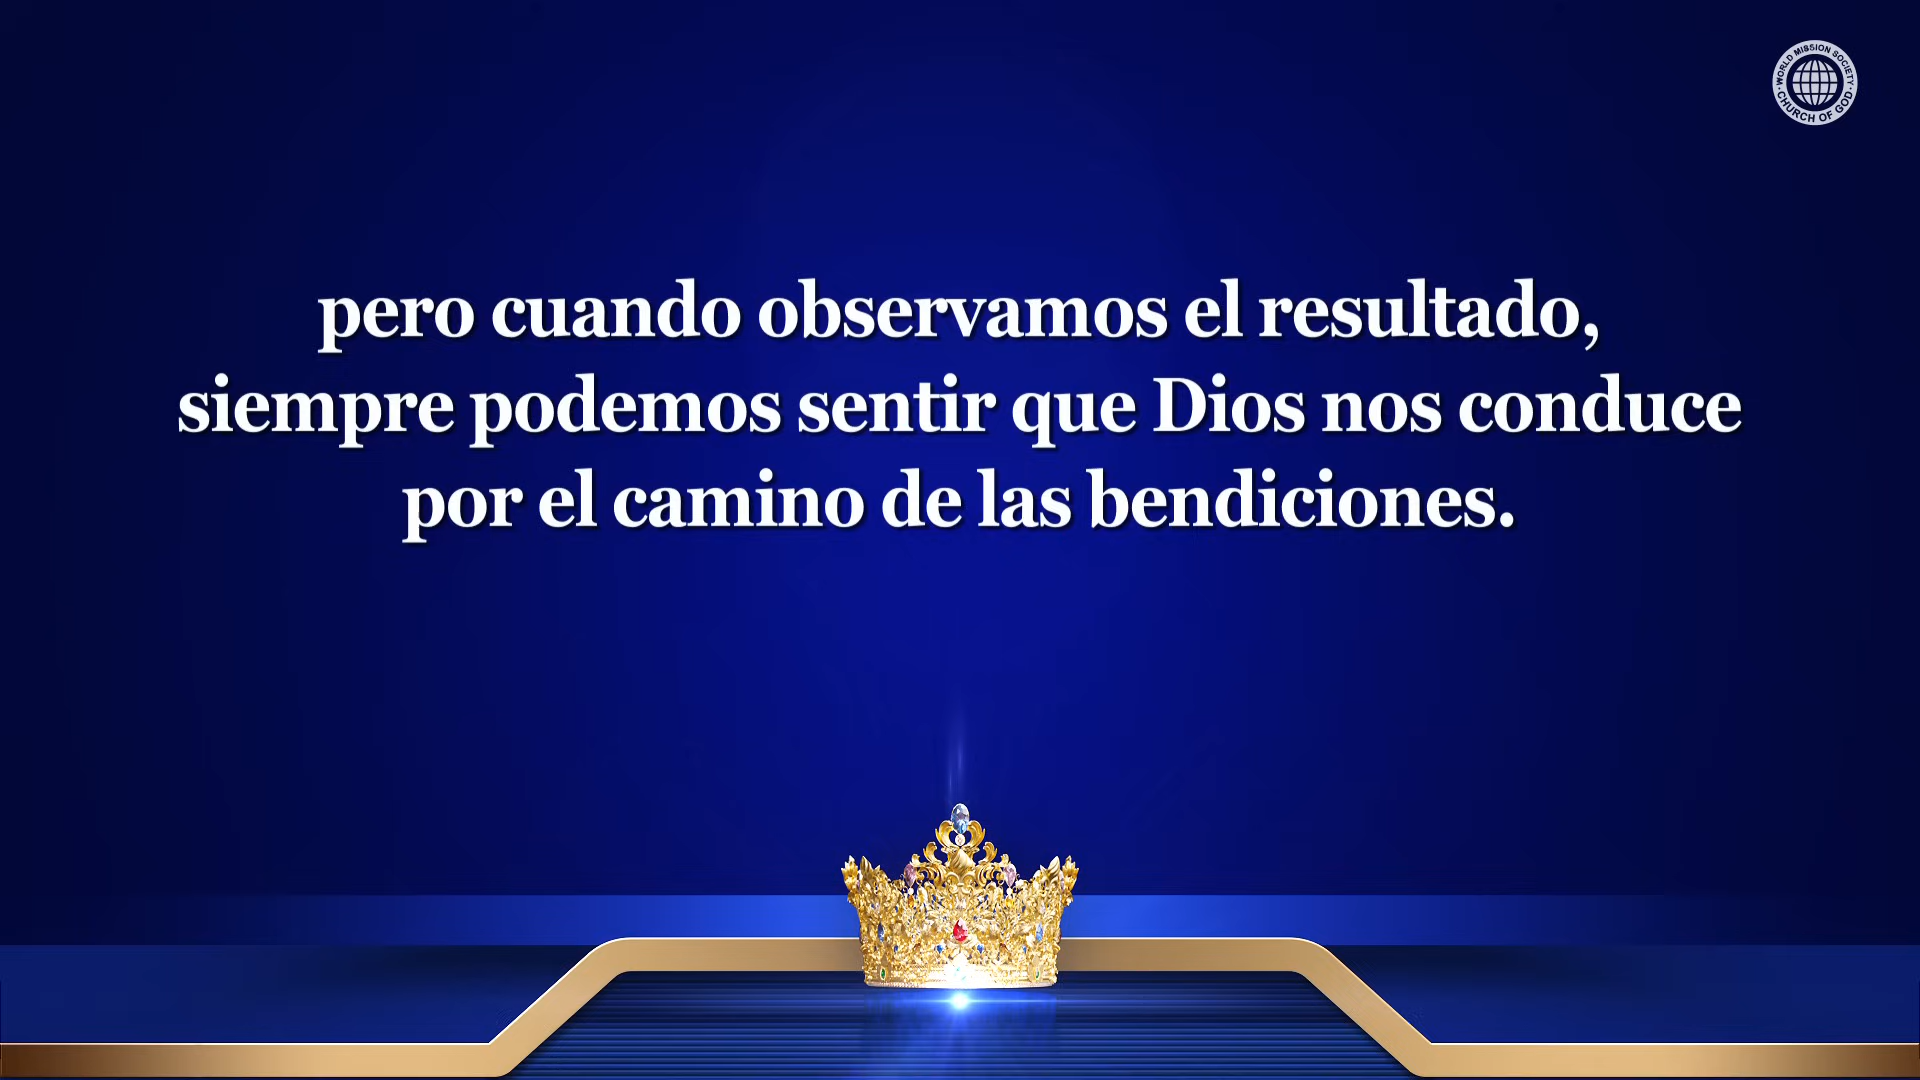 WORLD MISSION SOCIETY
CHURCH OF GOD
pero cuando observamos el resultado,
siempre podemos sentir que Dios nos conduce
por el camino de las bendiciones.